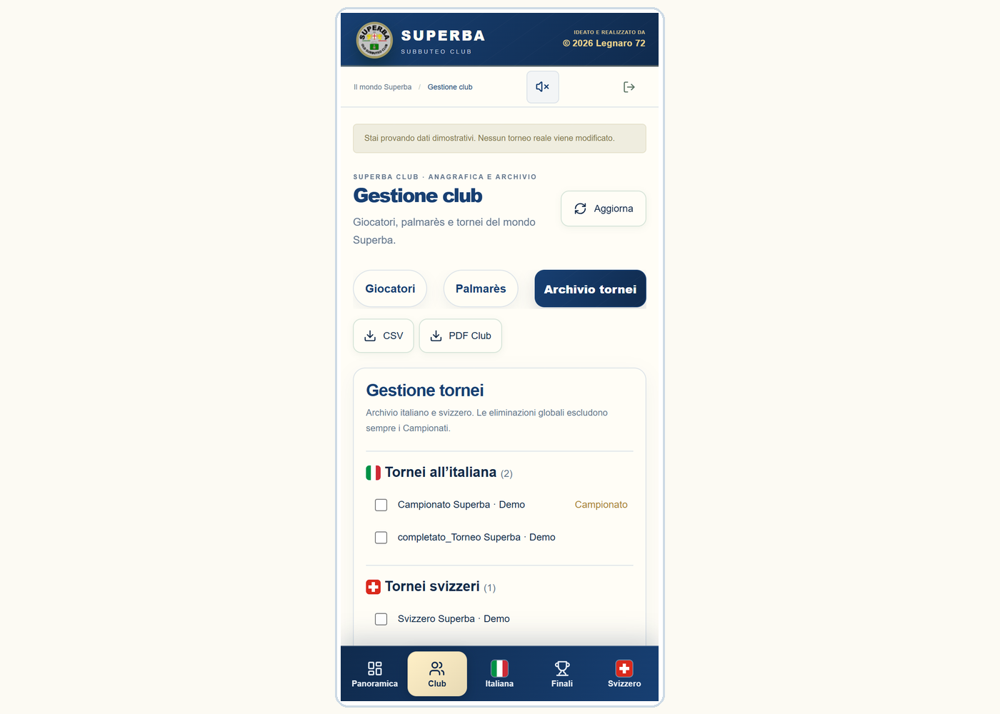 SUPERBA
OLD SUBBUTEO CLUB
SUPERBA
SUBBUTEO CLUB
IDEATO E REALIZZATO DA
© 2026 Legnaro 72
Il mondo Superba / Gestione club
Stai provando dati dimostrativi. Nessun torneo reale viene modificato.
SUPERBA CLUB · ANAGRAFICA E ARCHIVIO
Gestione club
Giocatori, palmarès e tornei del mondo
Superba.
Aggiorna
Giocatori
Palmarès
Archivio tornei
CSV
PDF Club
Gestione tornei
Archivio italiano e svizzero. Le eliminazioni globali escludono
sempre i Campionati.
Tornei all’italiana (2)
Campionato Superba · Demo
Campionato
completato_Torneo Superba · Demo
Tornei svizzeri (1)
Svizzero Superba · Demo
Panoramica
Club
Italiana
Finali
Svizzero